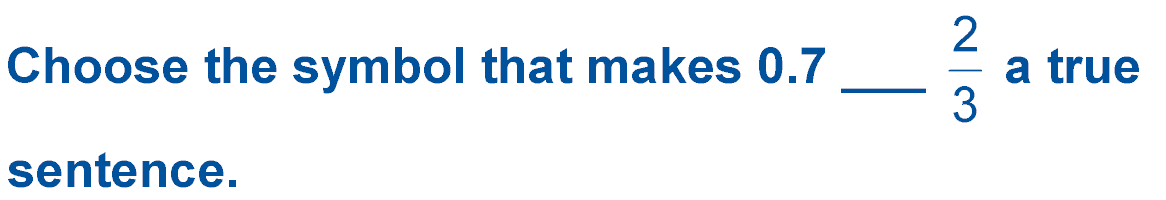 Choose the symbol that makes 0.7 ___ 2/3 a true
sentence.